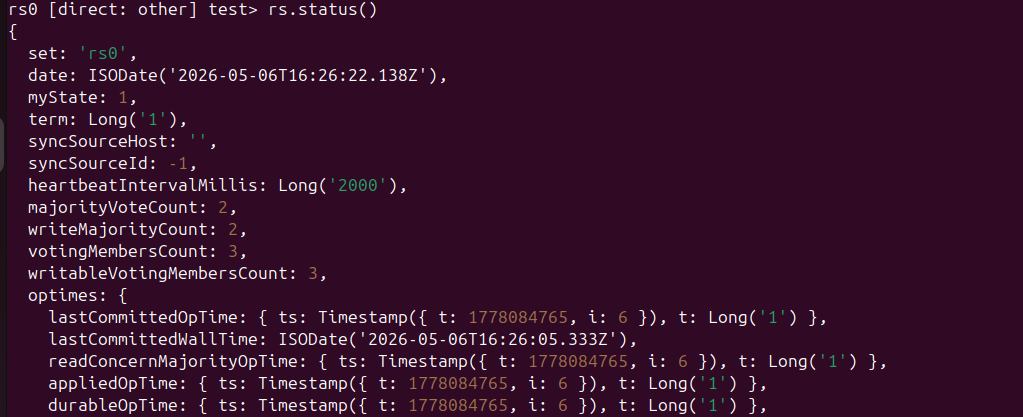 rs0 [direct: other] test> rs.status()
{
  set: 'rs0',
  date: ISODate('2026-05-06T16:26:22.138Z'),
  myState: 1,
  term: Long('1'),
  syncSourceHost: '',
  syncSourceId: -1,
  heartbeatIntervalMillis: Long('2000'),
  majorityVoteCount: 2,
  writeMajorityCount: 2,
  votingMembersCount: 3,
  writableVotingMembersCount: 3,
  optimes: {
    lastCommittedOpTime: { ts: Timestamp({ t: 1778084765, i: 6 }), t: Long('1') },
    lastCommittedWallTime: ISODate('2026-05-06T16:26:05.333Z'),
    readConcernMajorityOpTime: { ts: Timestamp({ t: 1778084765, i: 6 }), t: Long('1') },
    appliedOpTime: { ts: Timestamp({ t: 1778084765, i: 6 }), t: Long('1') },
    durableOpTime: { ts: Timestamp({ t: 1778084765, i: 6 }), t: Long('1') },